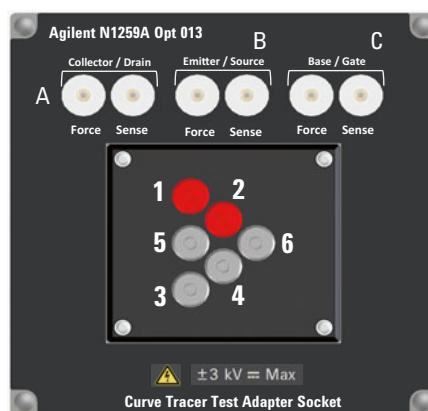 Agilent N1259A Opt 013
B
C
Collector / Drain
Emitter / Source
Base / Gate
A
Force
Sense
Force
Sense
Force
Sense
1
2
5
6
3
4
±3 kV ⎓ Max
Curve Tracer Test Adapter Socket